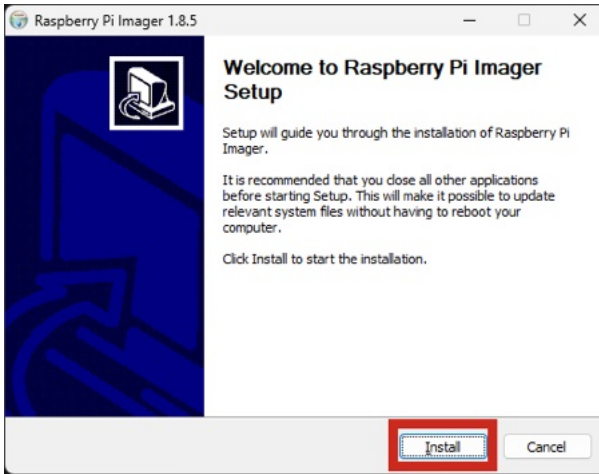 Raspberry Pi Imager 1.8.5
Welcome to Raspberry Pi Imager
Setup
Setup will guide you through the installation of Raspberry Pi
Imager.
It is recommended that you close all other applications
before starting Setup. This will make it possible to update
relevant system files without having to reboot your
computer.
Click Install to start the installation.
Install
Cancel